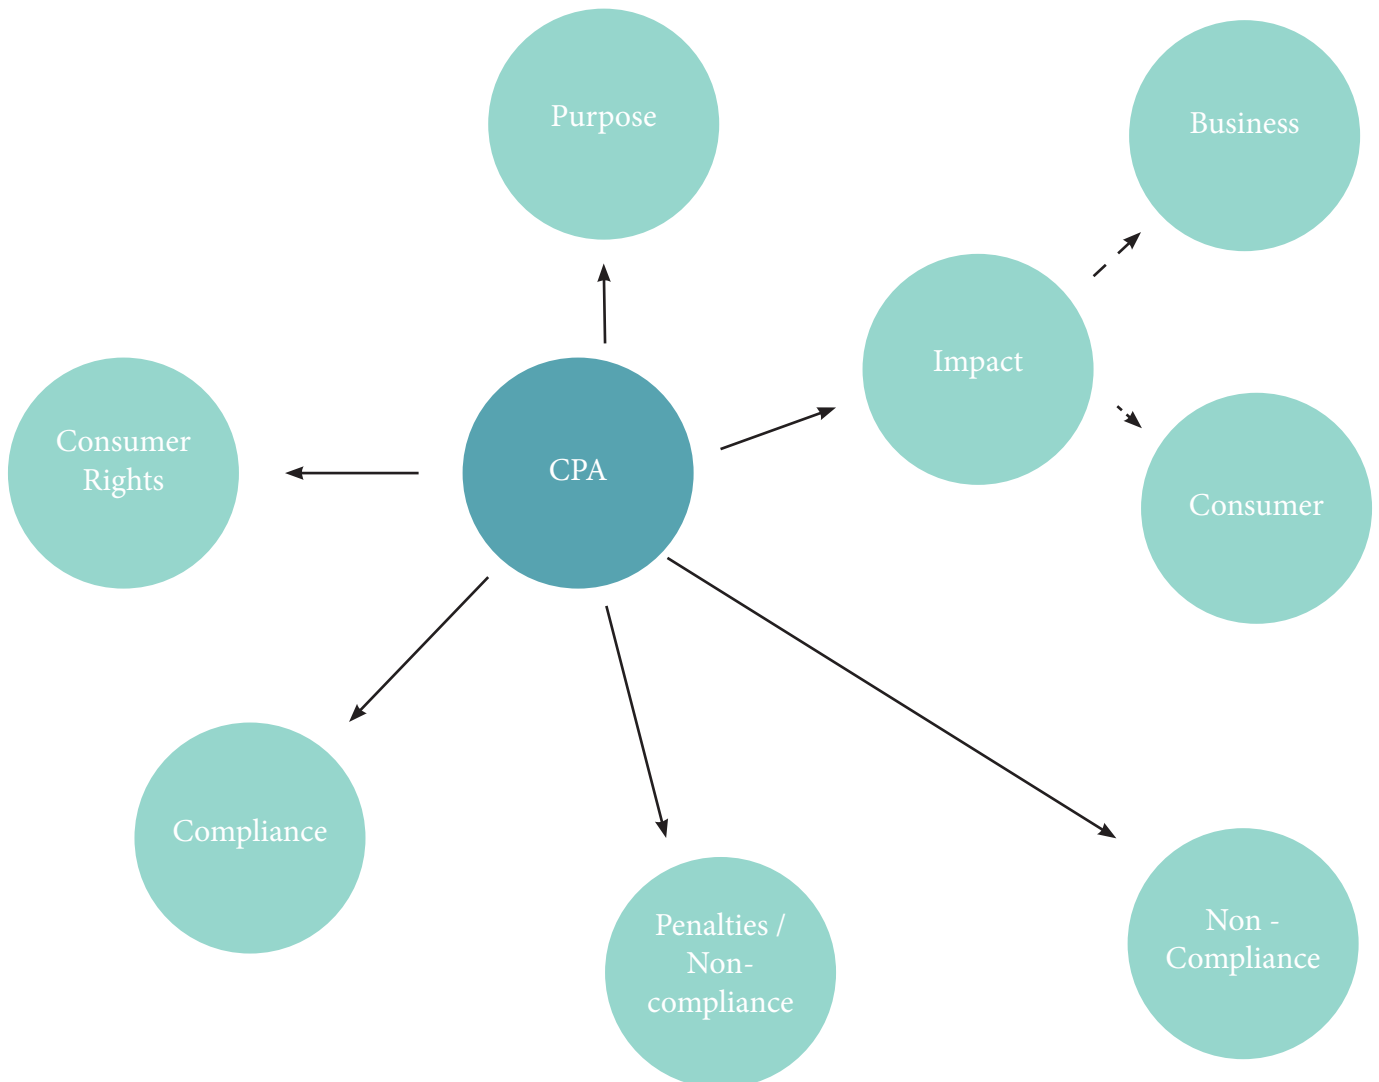 Purpose
Business
Impact
Consumer
Rights
CPA
Consumer
Compliance
Penalties /
Non-
compliance
Non -
Compliance